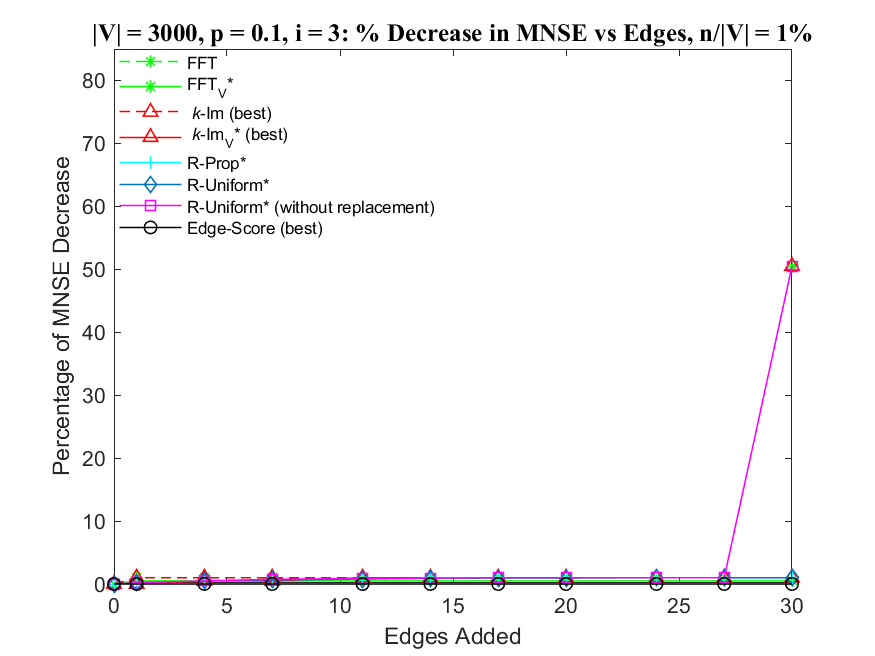 |V| = 3000, p = 0.1, i = 3: % Decrease in MNSE vs Edges, n/|V| = 1%
FFT
FFT_V*
k-Im (best)
k-Im_V* (best)
R-Prop*
R-Uniform*
R-Uniform* (without replacement)
Edge-Score (best)
Percentage of MNSE Decrease
80
70
60
50
40
30
20
10
0
0 5 10 15 20 25 30
Edges Added